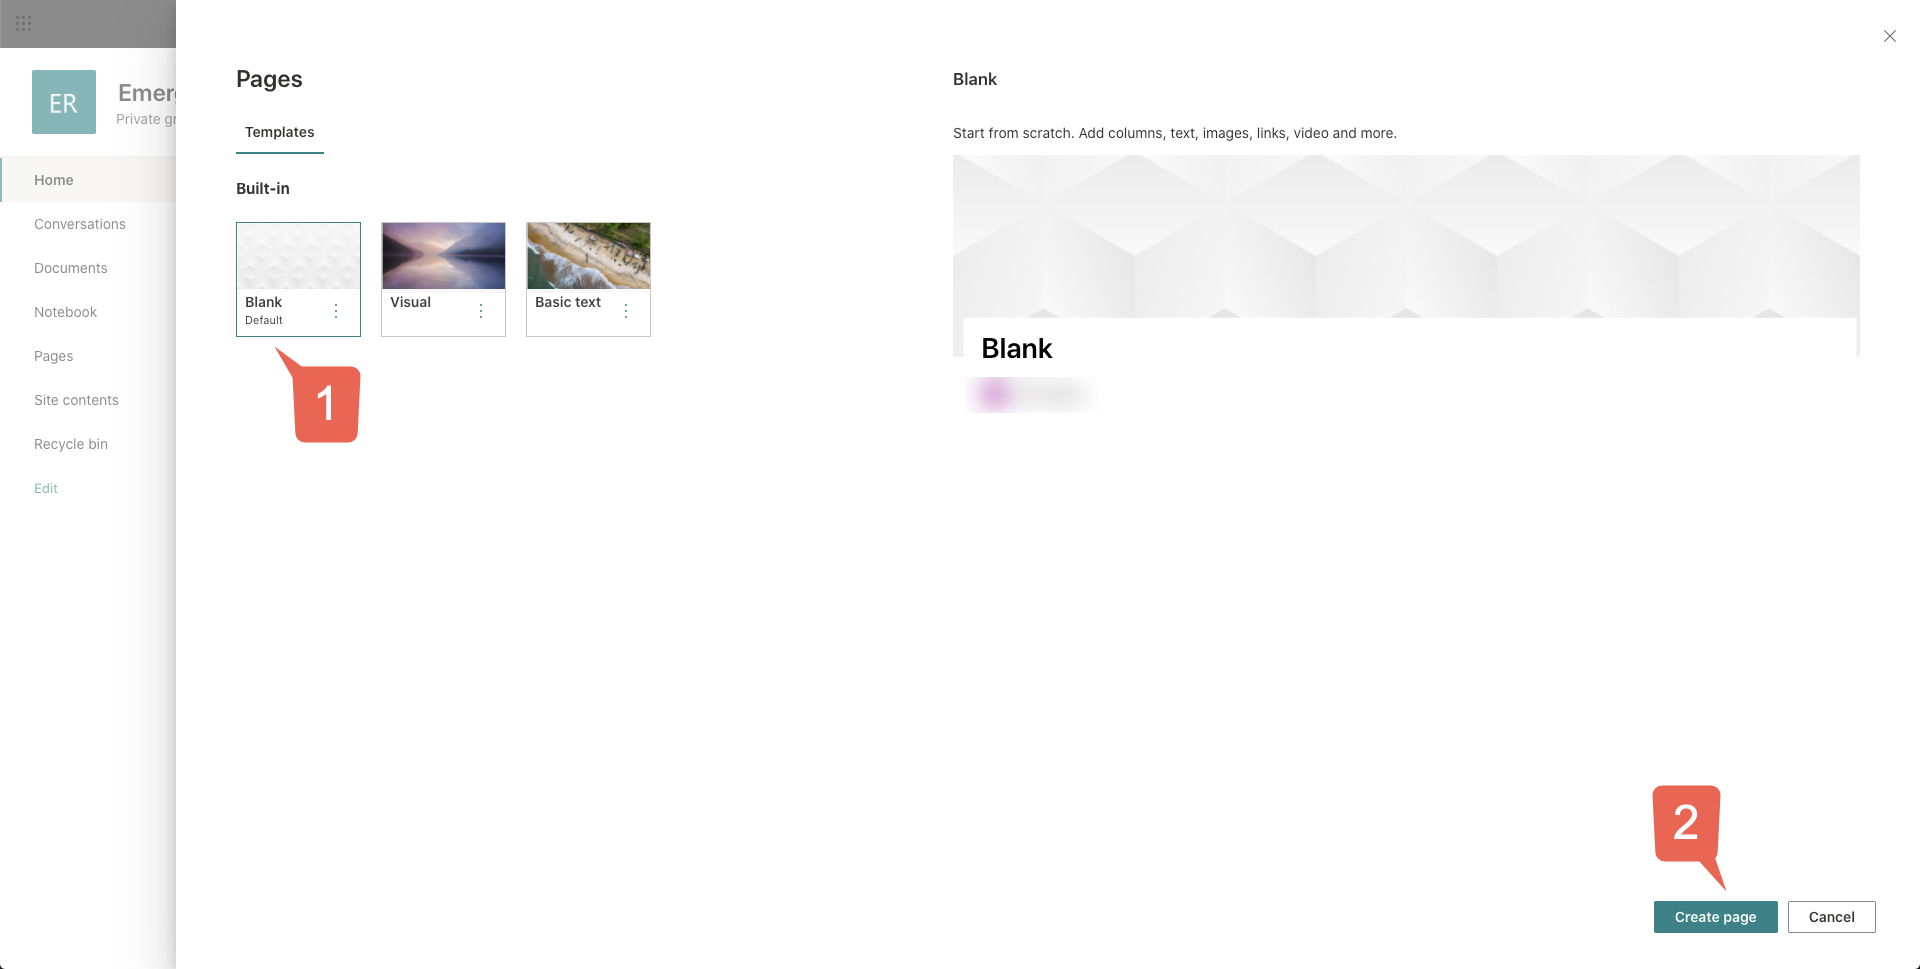 ER
Emerg
Private gr
Home
Conversations
Documents
Notebook
Pages
Site contents
Recycle bin
Edit
Pages
Templates
Built-in
Blank
Default
Visual
Basic text
1
Blank
Start from scratch. Add columns, text, images, links, video and more.
Blank
2
Create page
Cancel